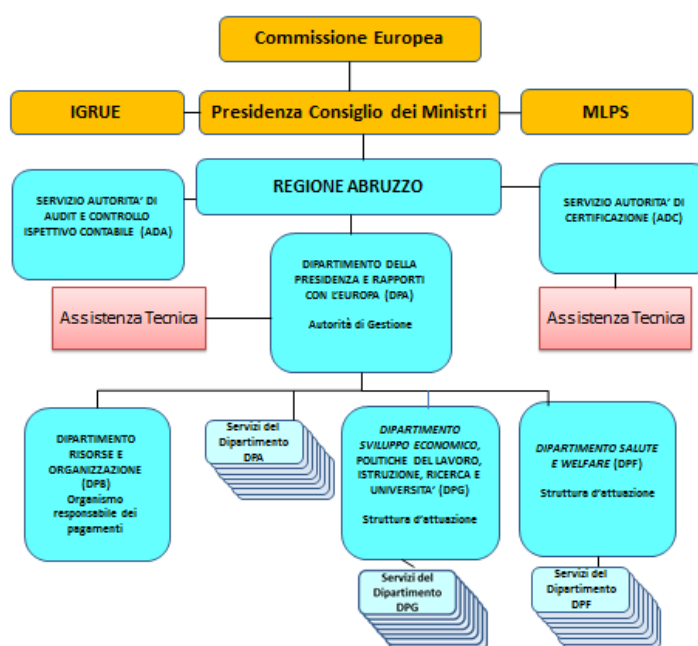 Commissione Europea
IGRUE
Presidenza Consiglio dei Ministri
MLPS
SERVIZIO AUTORITA' DI
AUDIT E CONTROLLO
ISPETTIVO CONTABILE (ADA)
REGIONE ABRUZZO
SERVIZIO AUTORITA' DI
CERTIFICAZIONE (ADC)
DIPARTIMENTO DELLA
PRESIDENZA E RAPPORTI
CON L'EUROPA (DPA)
Autorità di Gestione
Assistenza Tecnica
Assistenza Tecnica
DIPARTIMENTO
RISORSE E
ORGANIZZAZIONE
(DPB)
Organismo
responsabile dei
pagamenti
Servizi del
Dipartimento
DPA
DIPARTIMENTO
SVILUPPO ECONOMICO,
POLITICHE DEL LAVORO,
ISTRUZIONE, RICERCA E
UNIVERSITA' (DPG)
Struttura d'attuazione
DIPARTIMENTO SALUTE
E WELFARE (DPF)
Struttura d'attuazione
Servizi del
Dipartimento
DPG
Servizi del
Dipartimento
DPF